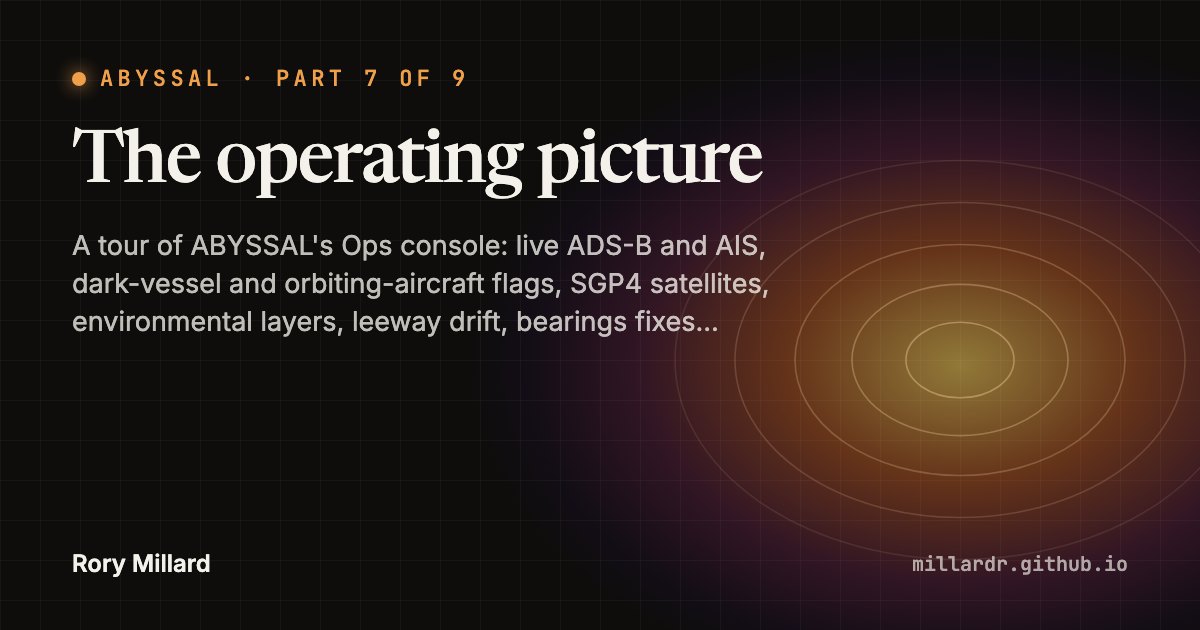 ABYSSAL · PART 7 OF 9
The operating picture
A tour of ABYSSAL's Ops console: live ADS-B and AIS,
dark-vessel and orbiting-aircraft flags, SGP4 satellites,
environmental layers, leeway drift, bearings fixes...
Rory Millard
millardr.github.io